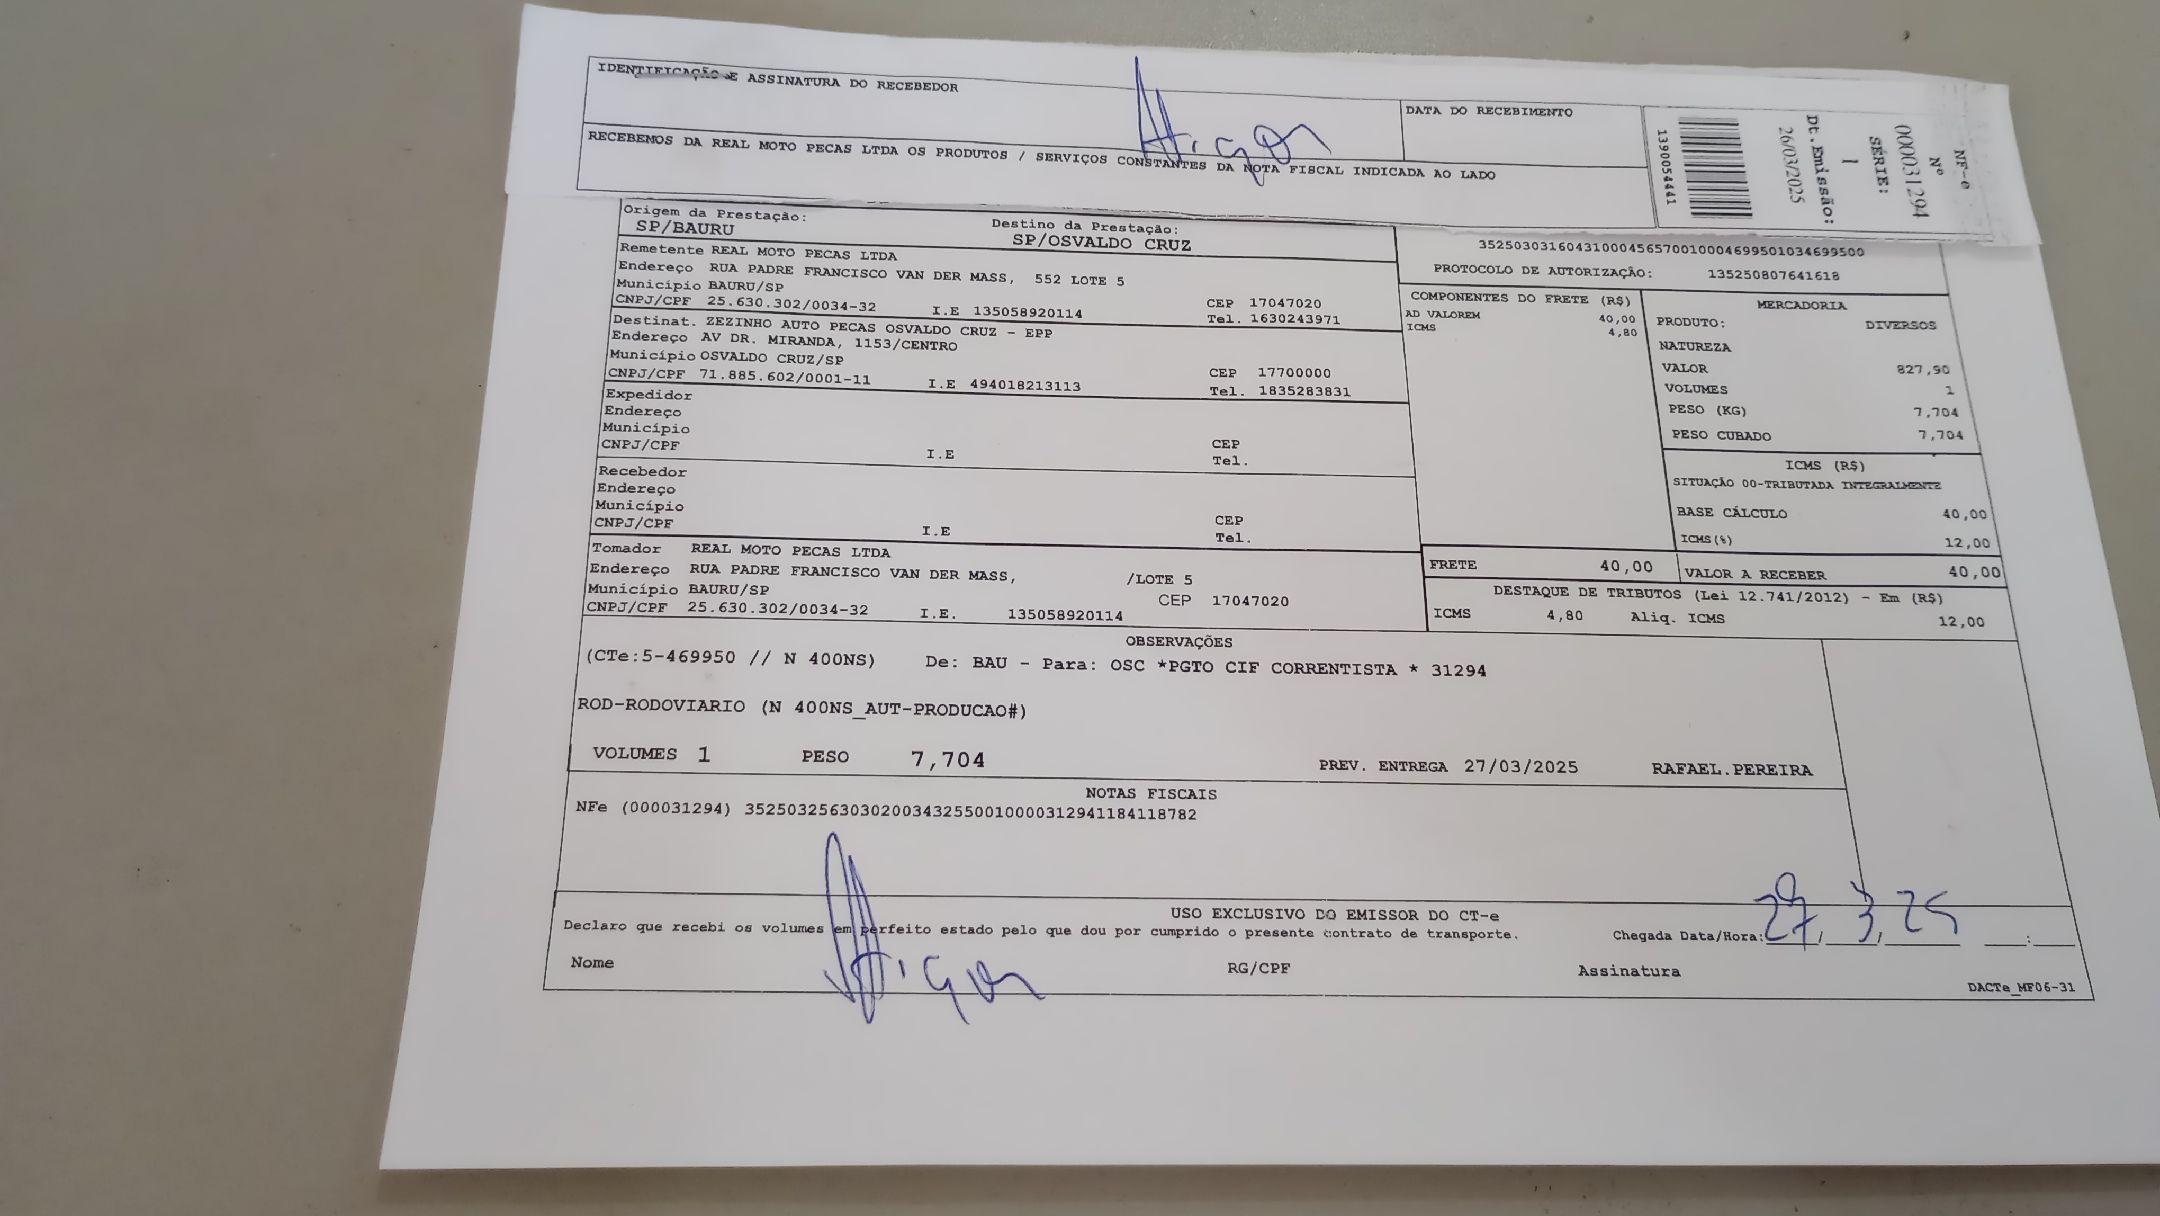 IDENTIFICAÇÃO E ASSINATURA DO RECEBEDOR
DATA DO RECEBIMENTO
RECEBEMOS DA REAL MOTO PECAS LTDA OS PRODUTOS / SERVIÇOS CONSTANTES DA NOTA FISCAL INDICADA AO LADO
1390054441
NF-e
Nº
000031294
SÉRIE:
1
Dt.Emissão:
26/03/2025
Origem da Prestação:
SP/BAURU
Destino da Prestação:
SP/OSVALDO CRUZ
Remetente REAL MOTO PECAS LTDA
Endereço RUA PADRE FRANCISCO VAN DER MASS, 552 LOTE 5
Município BAURU/SP
CNPJ/CPF 25.630.302/0034-32 I.E 135058920114
CEP 17047020
Tel. 1630243971
Destinat. ZEZINHO AUTO PECAS OSVALDO CRUZ - EPP
Endereço AV DR. MIRANDA, 1153/CENTRO
Município OSVALDO CRUZ/SP
CNPJ/CPF 71.885.602/0001-11 I.E 494018213113
CEP 17700000
Tel. 1835283831
Expedidor
Endereço
Município
CNPJ/CPF I.E
CEP
Tel.
Recebedor
Endereço
Município
CNPJ/CPF I.E
CEP
Tel.
Tomador REAL MOTO PECAS LTDA
Endereço RUA PADRE FRANCISCO VAN DER MASS, /LOTE 5
Município BAURU/SP CEP 17047020
CNPJ/CPF 25.630.302/0034-32 I.E. 135058920114
35250303160431000456570010004699501034699500
PROTOCOLO DE AUTORIZAÇÃO: 135250807641618
COMPONENTES DO FRETE (R$)
AD VALOREM 40,00
ICMS 4,80
MERCADORIA
PRODUTO: DIVERSOS
NATUREZA
VALOR 827,90
VOLUMES 1
PESO (KG) 7,704
PESO CUBADO 7,704
ICMS (R$)
SITUAÇÃO 00-TRIBUTADA INTEGRALMENTE
BASE CÁLCULO 40,00
ICMS(%) 12,00
FRETE 40,00 VALOR A RECEBER 40,00
DESTAQUE DE TRIBUTOS (Lei 12.741/2012) - Em (R$)
ICMS 4,80 Aliq. ICMS 12,00
OBSERVAÇÕES
(CTe:5-469950 // N 400NS) De: BAU - Para: OSC *PGTO CIF CORRENTISTA * 31294
ROD-RODOVIARIO (N 400NS_AUT-PRODUCAO#)
VOLUMES 1 PESO 7,704 PREV. ENTREGA 27/03/2025 RAFAEL.PEREIRA
NOTAS FISCAIS
NFe (000031294) 35250325630302003432550010000312941184118782
USO EXCLUSIVO DO EMISSOR DO CT-e
Declaro que recebi os volumes em perfeito estado pelo que dou por cumprido o presente contrato de transporte.
Chegada Data/Hora: 27/3/25 __:__
Nome RG/CPF Assinatura
DACTe_MF06-31